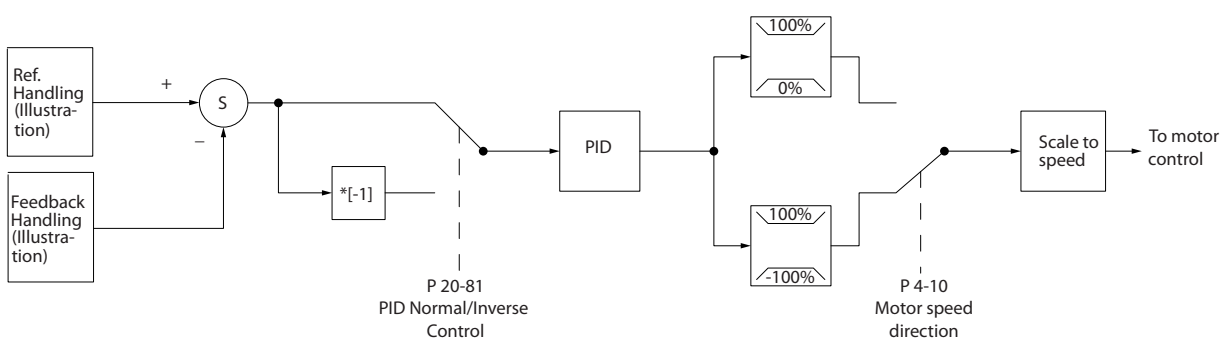 Ref.
Handling
(Illustra-
tion)
+
S
−
Feedback
Handling
(Illustra-
tion)
*[-1]
P 20-81
PID Normal/Inverse
Control
PID
100%
0%
100%
-100%
P 4-10
Motor speed
direction
Scale to
speed
To motor
control